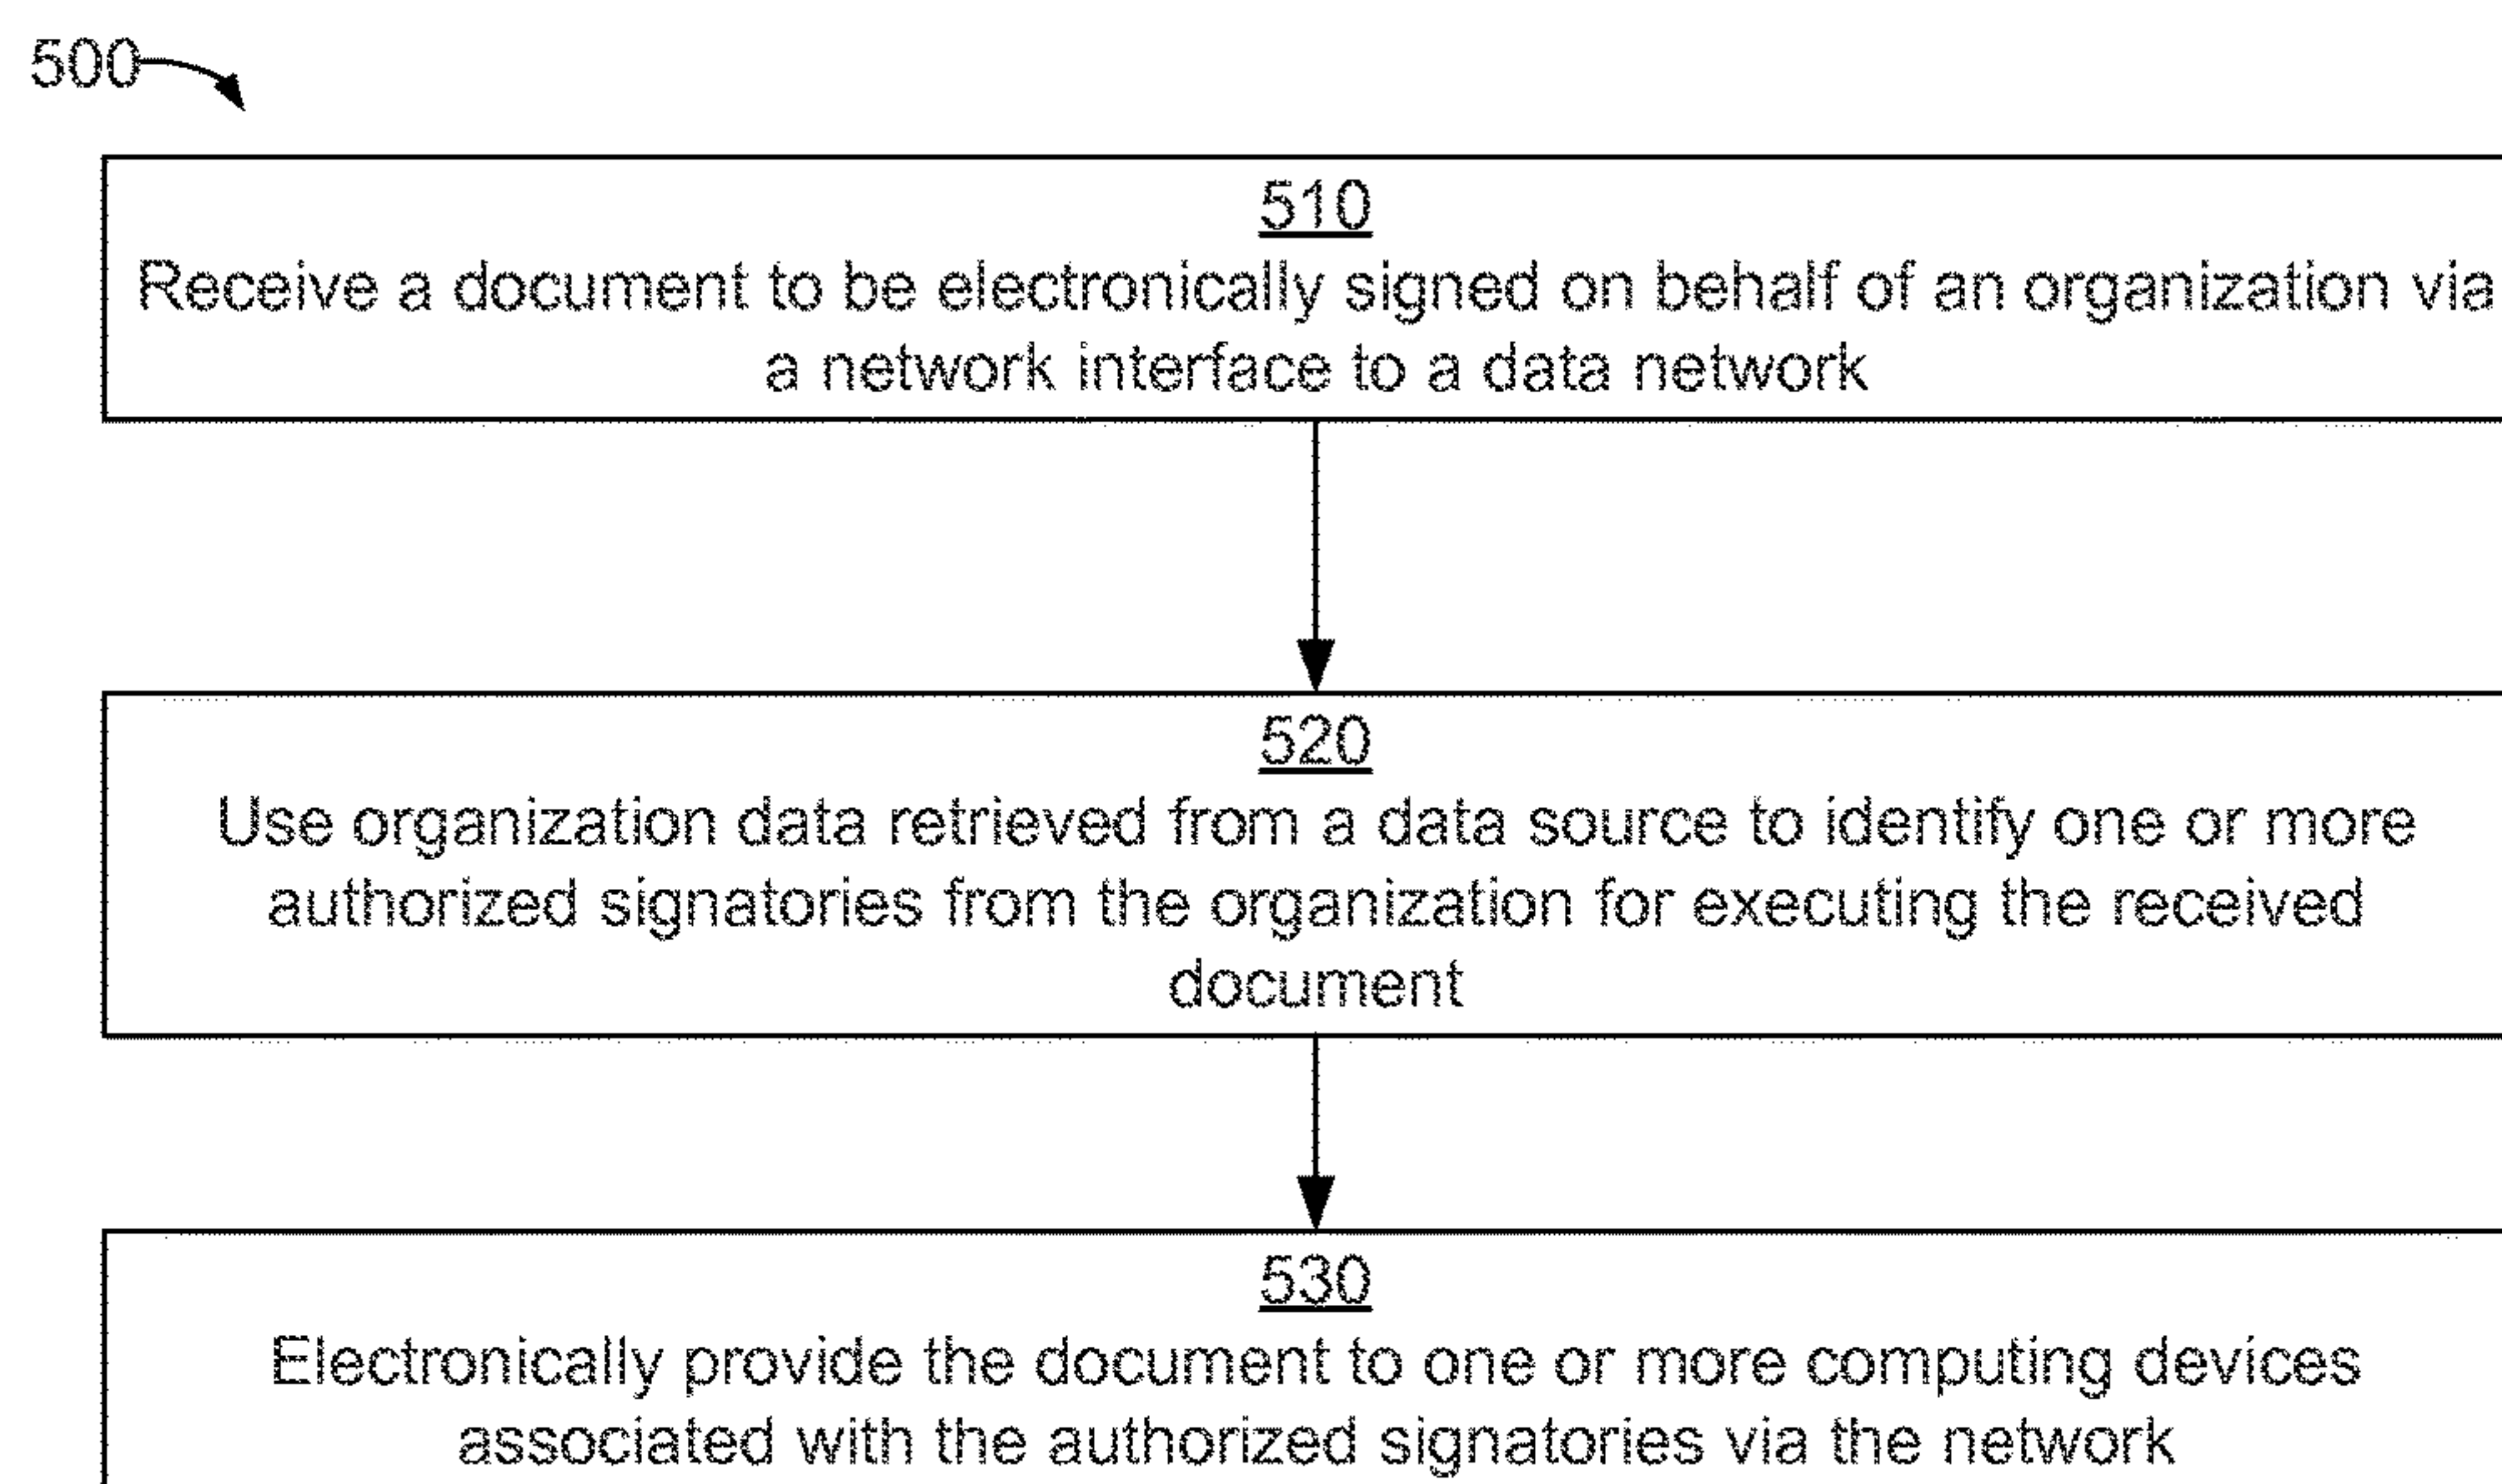 500
510
Receive a document to be electronically signed on behalf of an organization via
a network interface to a data network
520
Use organization data retrieved from a data source to identify one or more
authorized signatories from the organization for executing the received
document
530
Electronically provide the document to one or more computing devices
associated with the authorized signatories via the network